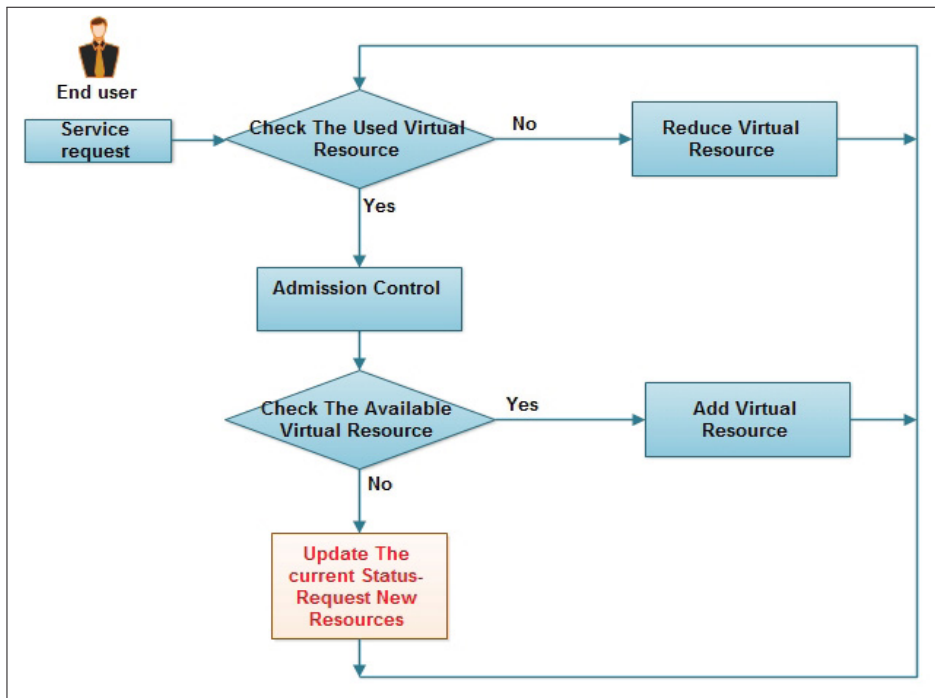 End user
Service
request
Check The Used Virtual
Resource
No
Reduce Virtual
Resource
Yes
Admission Control
Check The Available
Virtual Resource
Yes
Add Virtual
Resource
No
Update The
current Status-
Request New
Resources